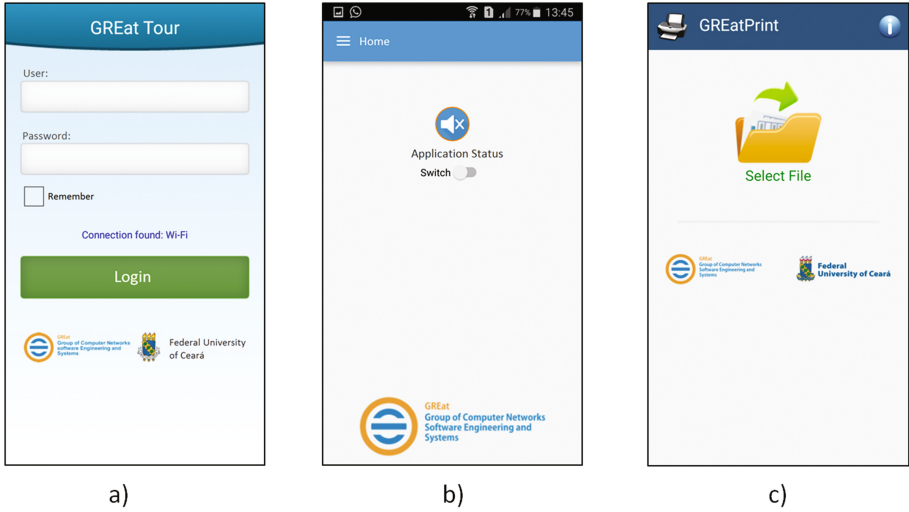 GREat Tour
User:
Password:
Remember
Connection found: Wi-Fi
Login
GREat
Group of Computer Networks
software Engineering and
Systems
Federal University
of Ceará
a)
1 77% 13:45
Home
Application Status
Switch
GREat
Group of Computer Networks
Software Engineering and
Systems
b)
GREatPrint
i
Select File
GREat
Group of Computer Networks
Software Engineering and
Systems
Federal
University of Ceará
c)